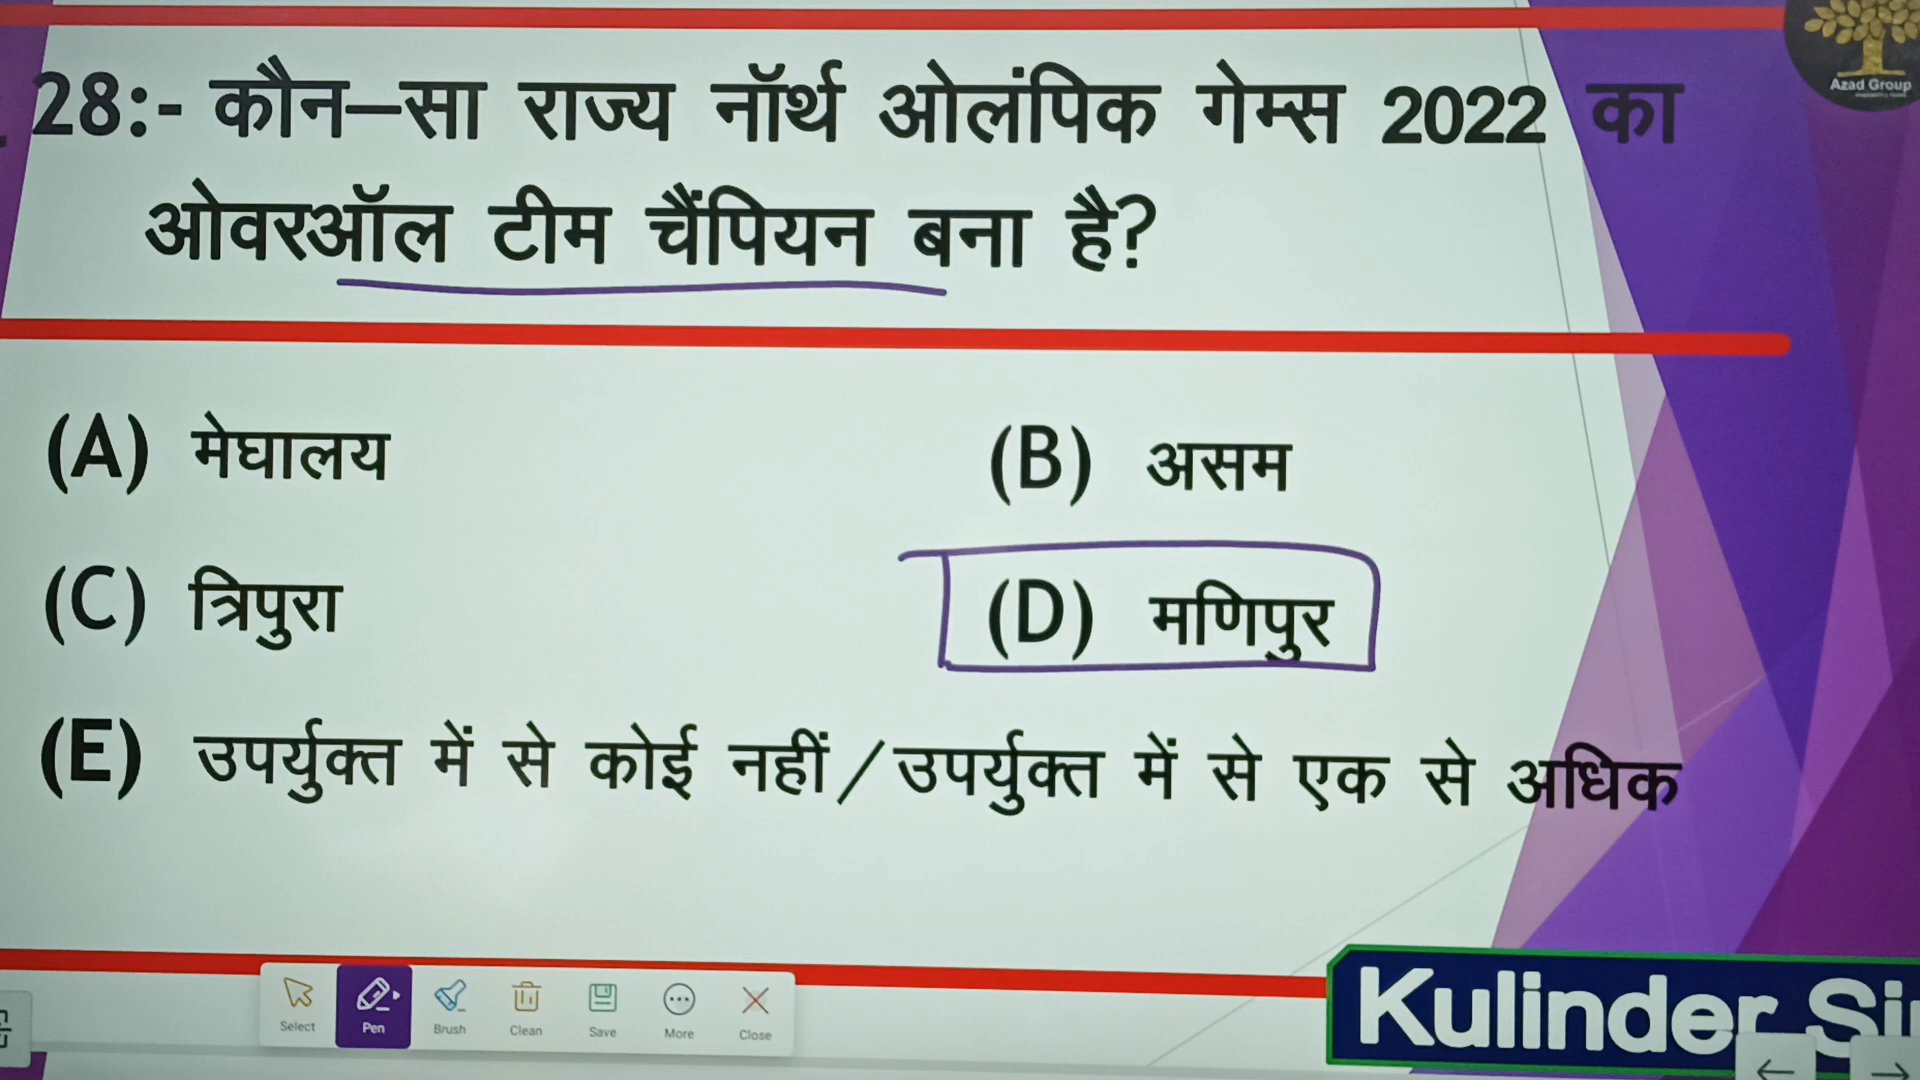 Azad Group
28:- कौन–सा राज्य नॉर्थ ओलंपिक गेम्स 2022 का
ओवरऑल टीम चैंपियन बना है?
(A) मेघालय
(B) असम
(C) त्रिपुरा
(D) मणिपुर
(E) उपर्युक्त में से कोई नहीं/उपर्युक्त में से एक से अधिक
Select Pen Brush Clean Save More Close
Kulinder